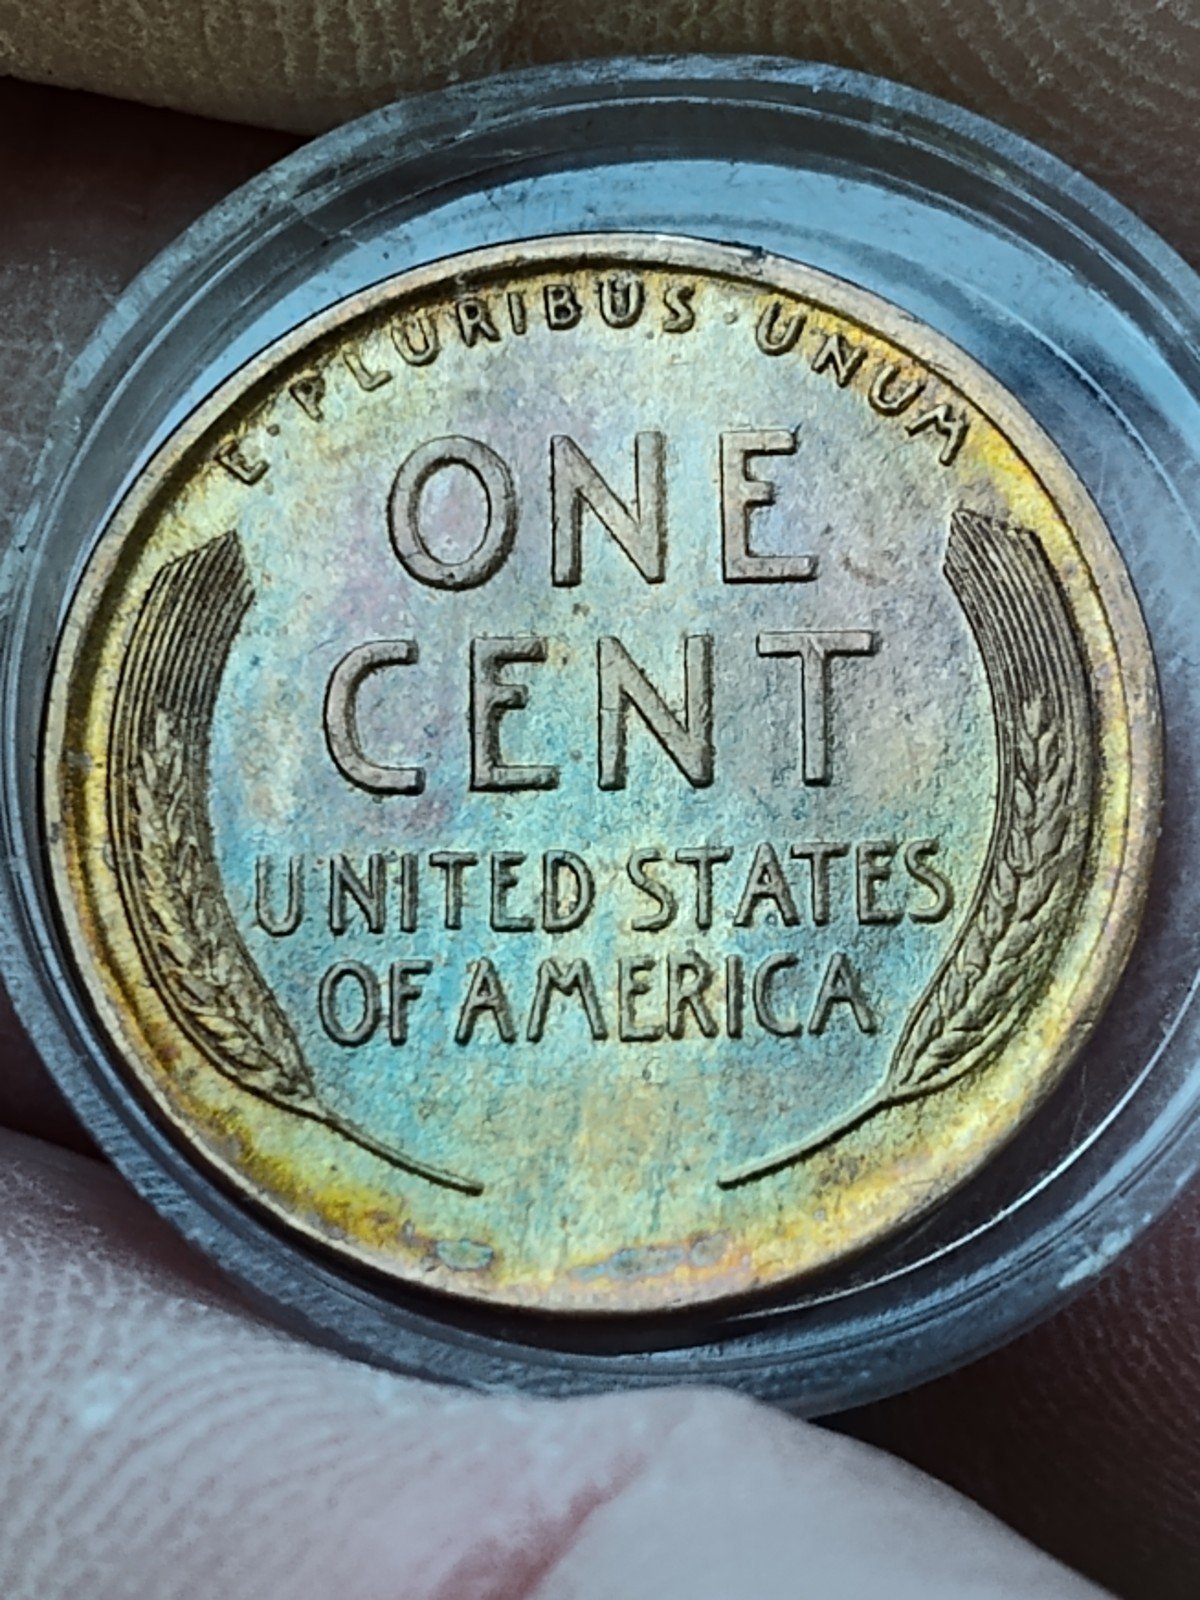 E · PLURIBUS · UNUM
ONE
CENT
UNITED STATES
OF AMERICA